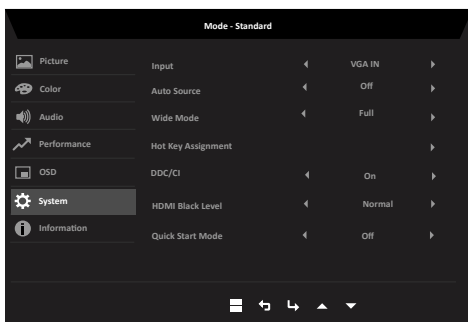 Mode - Standard
Picture
Input VGA IN
Color
Auto Source Off
Audio
Wide Mode Full
Performance
Hot Key Assignment
OSD
DDC/CI On
System
HDMI Black Level Normal
Information
Quick Start Mode Off